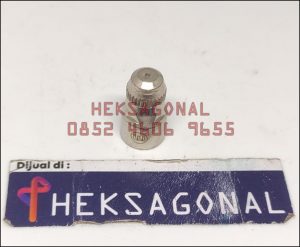 HEKSAGONAL
0852 4606 9655
Dijual di :
HEKSAGONAL